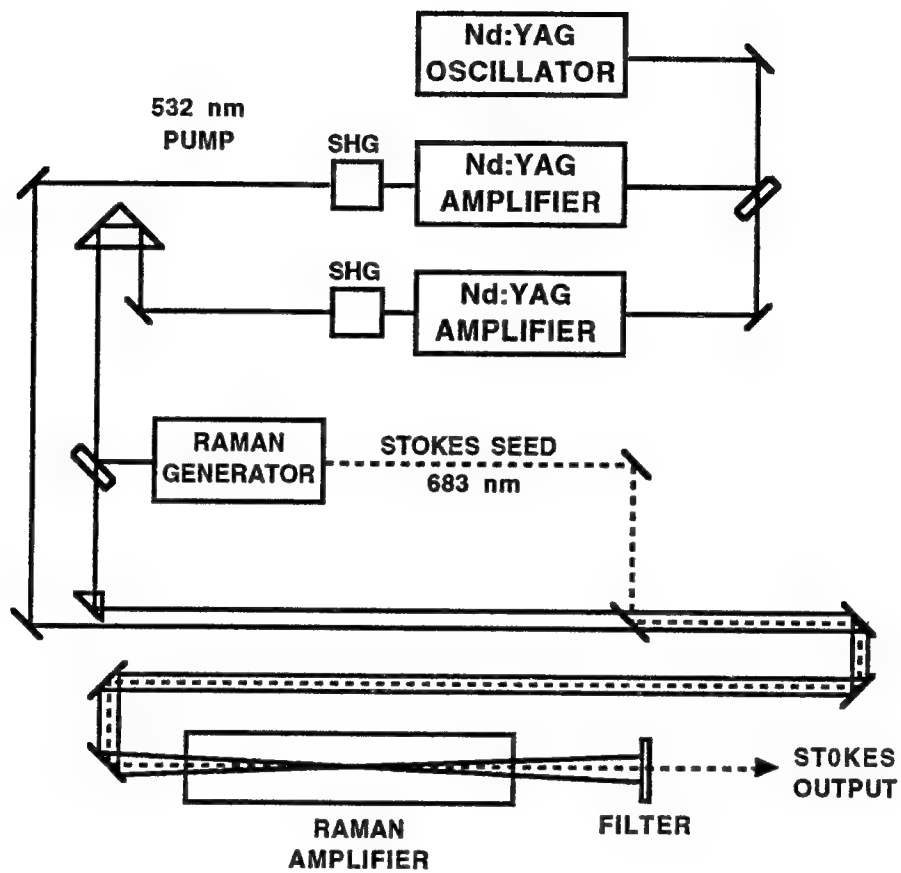 Nd:YAG
OSCILLATOR
532 nm
PUMP
SHG
Nd:YAG
AMPLIFIER
SHG
Nd:YAG
AMPLIFIER
RAMAN
GENERATOR
STOKES SEED
683 nm
STOKES
OUTPUT
FILTER
RAMAN
AMPLIFIER